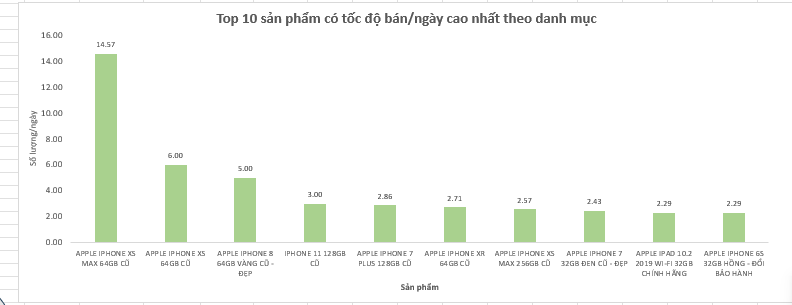 Top 10 sản phẩm có tốc độ bán/ngày cao nhất theo danh mục
16.00
14.00
12.00
10.00
8.00
6.00
4.00
2.00
0.00
Số lượng/ngày
14.57
6.00
5.00
3.00
2.86
2.71
2.57
2.43
2.29
2.29
APPLE IPHONE XS
MAX 64GB CŨ
APPLE IPHONE XS
64GB CŨ
APPLE IPHONE 8
64GB VÀNG CŨ -
ĐẸP
IPHONE 11 128GB
CŨ
APPLE IPHONE 7
PLUS 128GB CŨ
APPLE IPHONE XR
64GB CŨ
APPLE IPHONE XS
MAX 256GB CŨ
APPLE IPHONE 7
32GB ĐEN CŨ - ĐẸP
APPLE IPAD 10.2
2019 WI-FI 32GB
CHÍNH HÃNG
APPLE IPHONE 6S
32GB HỒNG - ĐỔI
BẢO HÀNH
Sản phẩm